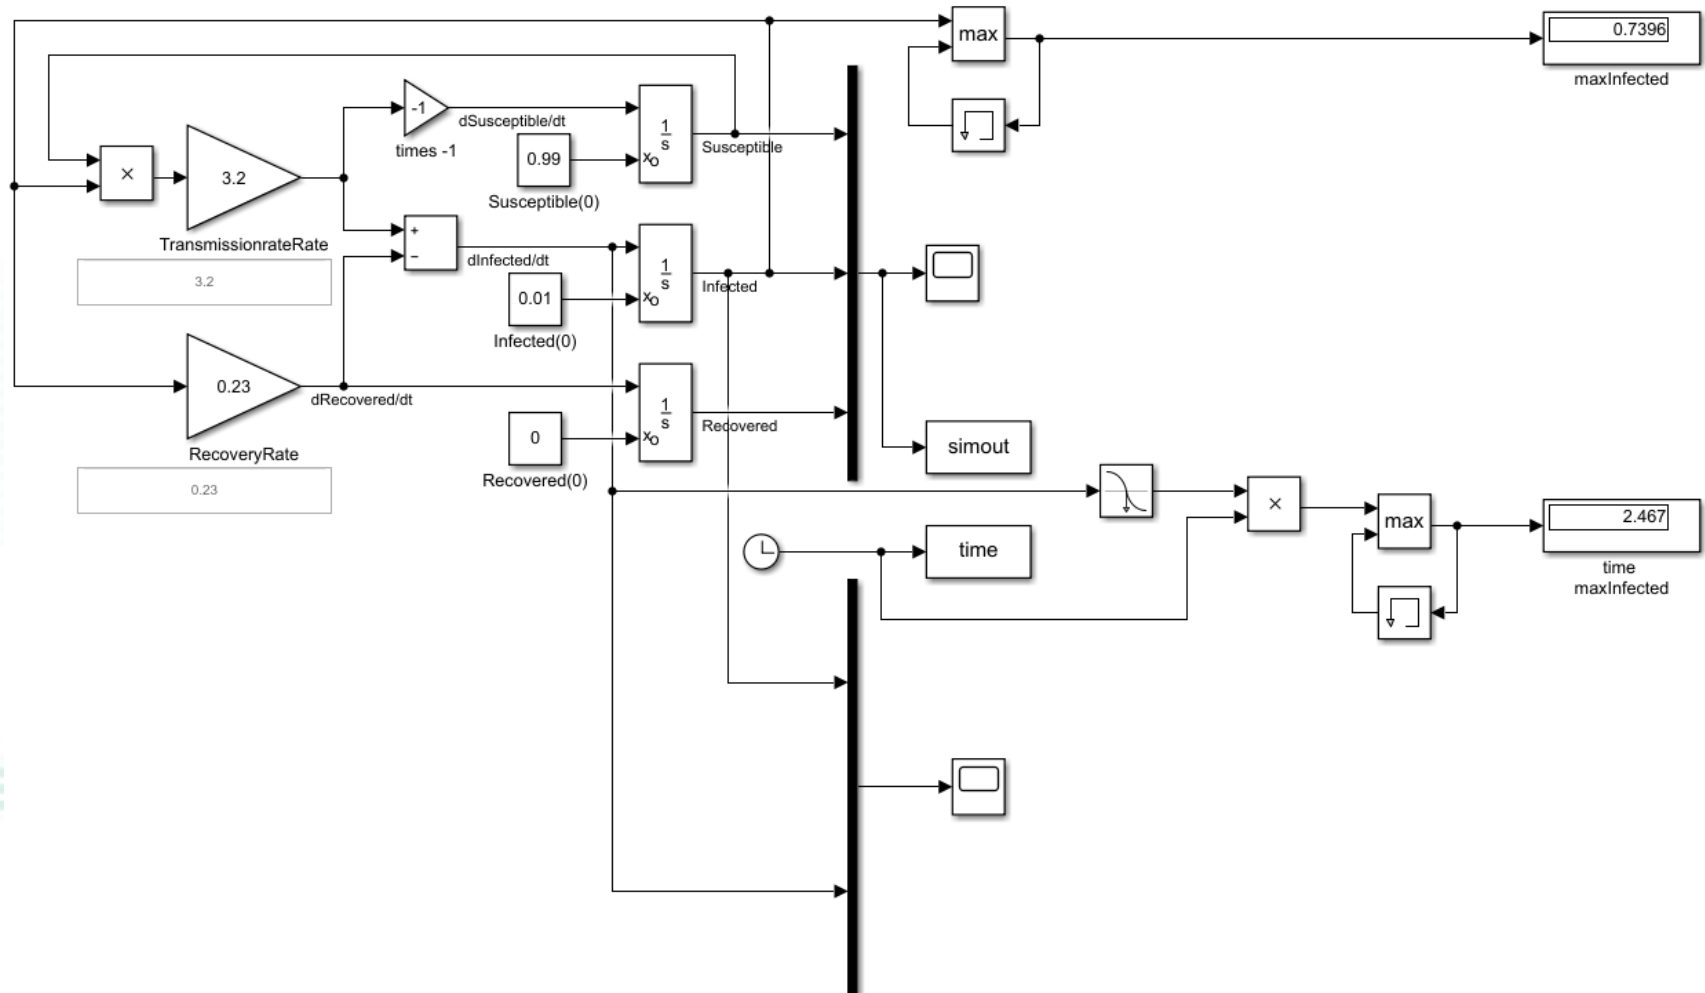 max
0.7396
maxInfected
-1
dSusceptible/dt
times -1
1
s
xo
Susceptible
0.99
Susceptible(0)
×
3.2
TransmissionrateRate
3.2
+
−
dInfected/dt
1
s
xo
Infected
0.01
Infected(0)
0.23
dRecovered/dt
RecoveryRate
0.23
1
s
xo
Recovered
0
Recovered(0)
simout
time
×
max
2.467
time
maxInfected